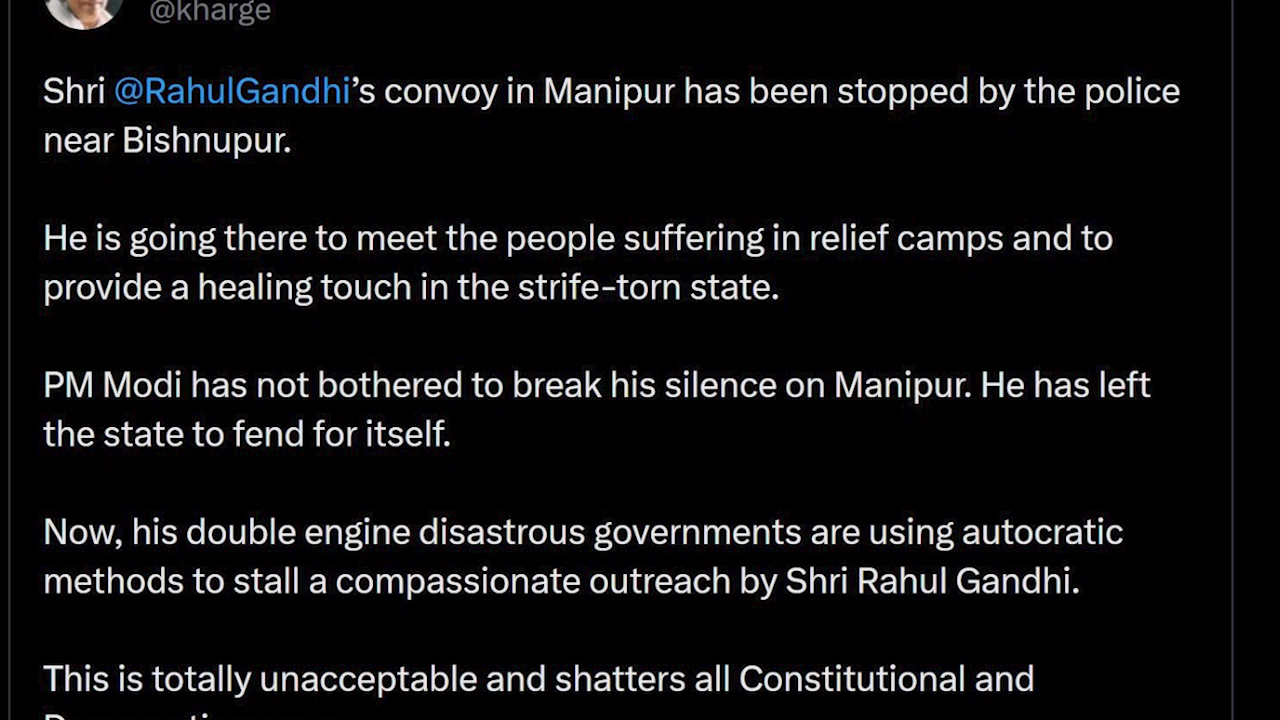 @kharge
Shri @RahulGandhi's convoy in Manipur has been stopped by the police
near Bishnupur.
He is going there to meet the people suffering in relief camps and to
provide a healing touch in the strife-torn state.
PM Modi has not bothered to break his silence on Manipur. He has left
the state to fend for itself.
Now, his double engine disastrous governments are using autocratic
methods to stall a compassionate outreach by Shri Rahul Gandhi.
This is totally unacceptable and shatters all Constitutional and